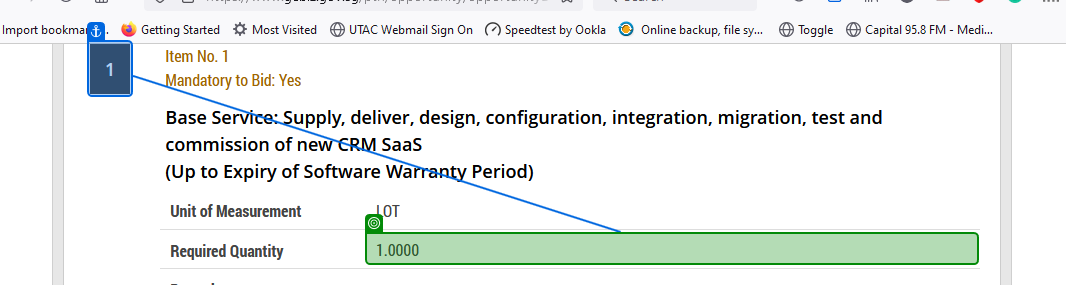 Import bookmar... Getting Started Most Visited UTAC Webmail Sign On Speedtest by Ookla Online backup, file sy... Toggle Capital 95.8 FM - Medi...
1
Item No. 1
Mandatory to Bid: Yes
Base Service: Supply, deliver, design, configuration, integration, migration, test and
commission of new CRM SaaS
(Up to Expiry of Software Warranty Period)
Unit of Measurement LOT
Required Quantity 1.0000